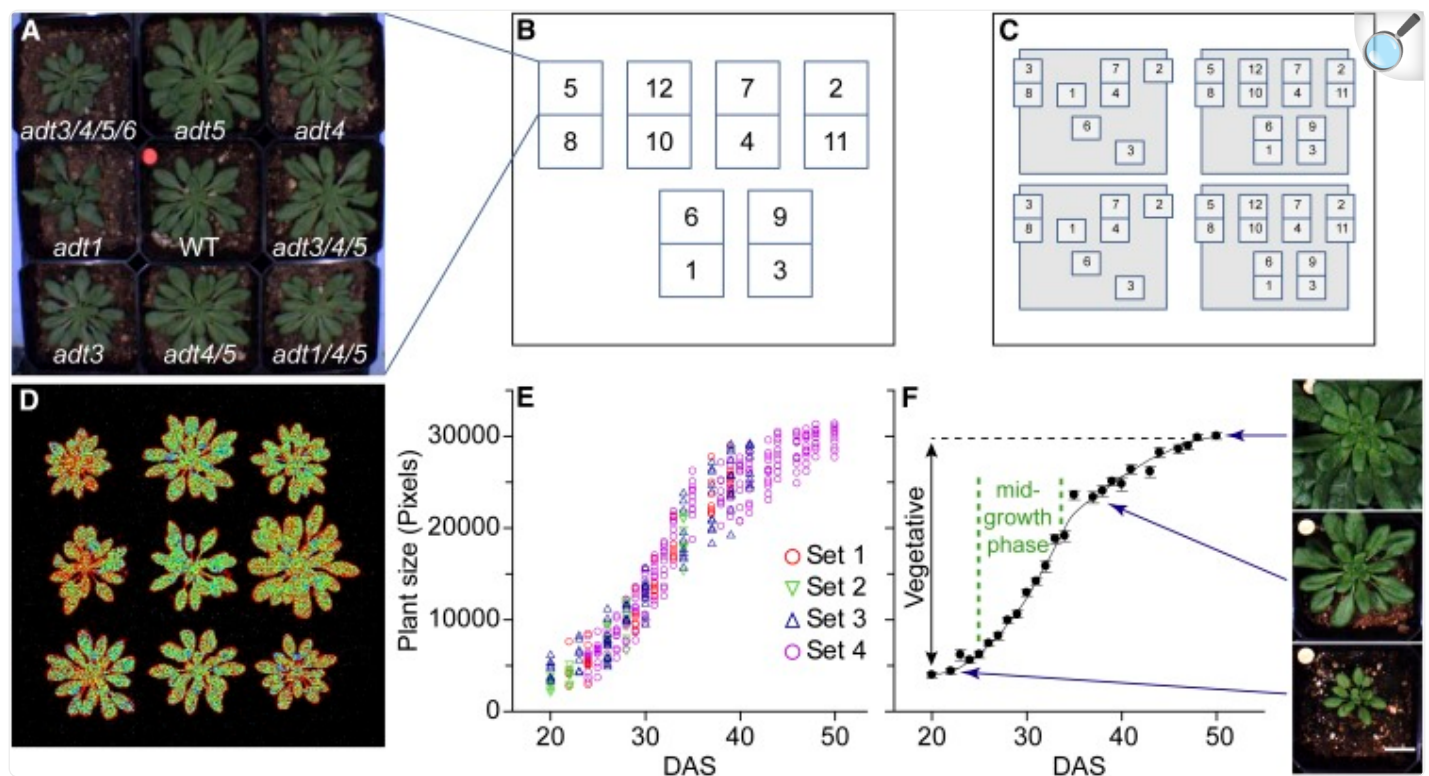 A
adt3/4/5/6 adt5 adt4
adt1 WT adt3/4/5
adt3 adt4/5 adt1/4/5
B
5 12 7 2
8 10 4 11
6 9
1 3
C
3 7 2
8 1 4
6
3
5 12 7 2
8 10 4 11
6 9
1 3
3 7 2
8 1 4
6
3
5 12 7 2
8 10 4 11
6 9
1 3
D
E
Plant size (Pixels)
30000
20000
10000
0
Set 1
Set 2
Set 3
Set 4
20 30 40 50
DAS
F
Vegetative
mid-
growth
phase
20 30 40 50
DAS